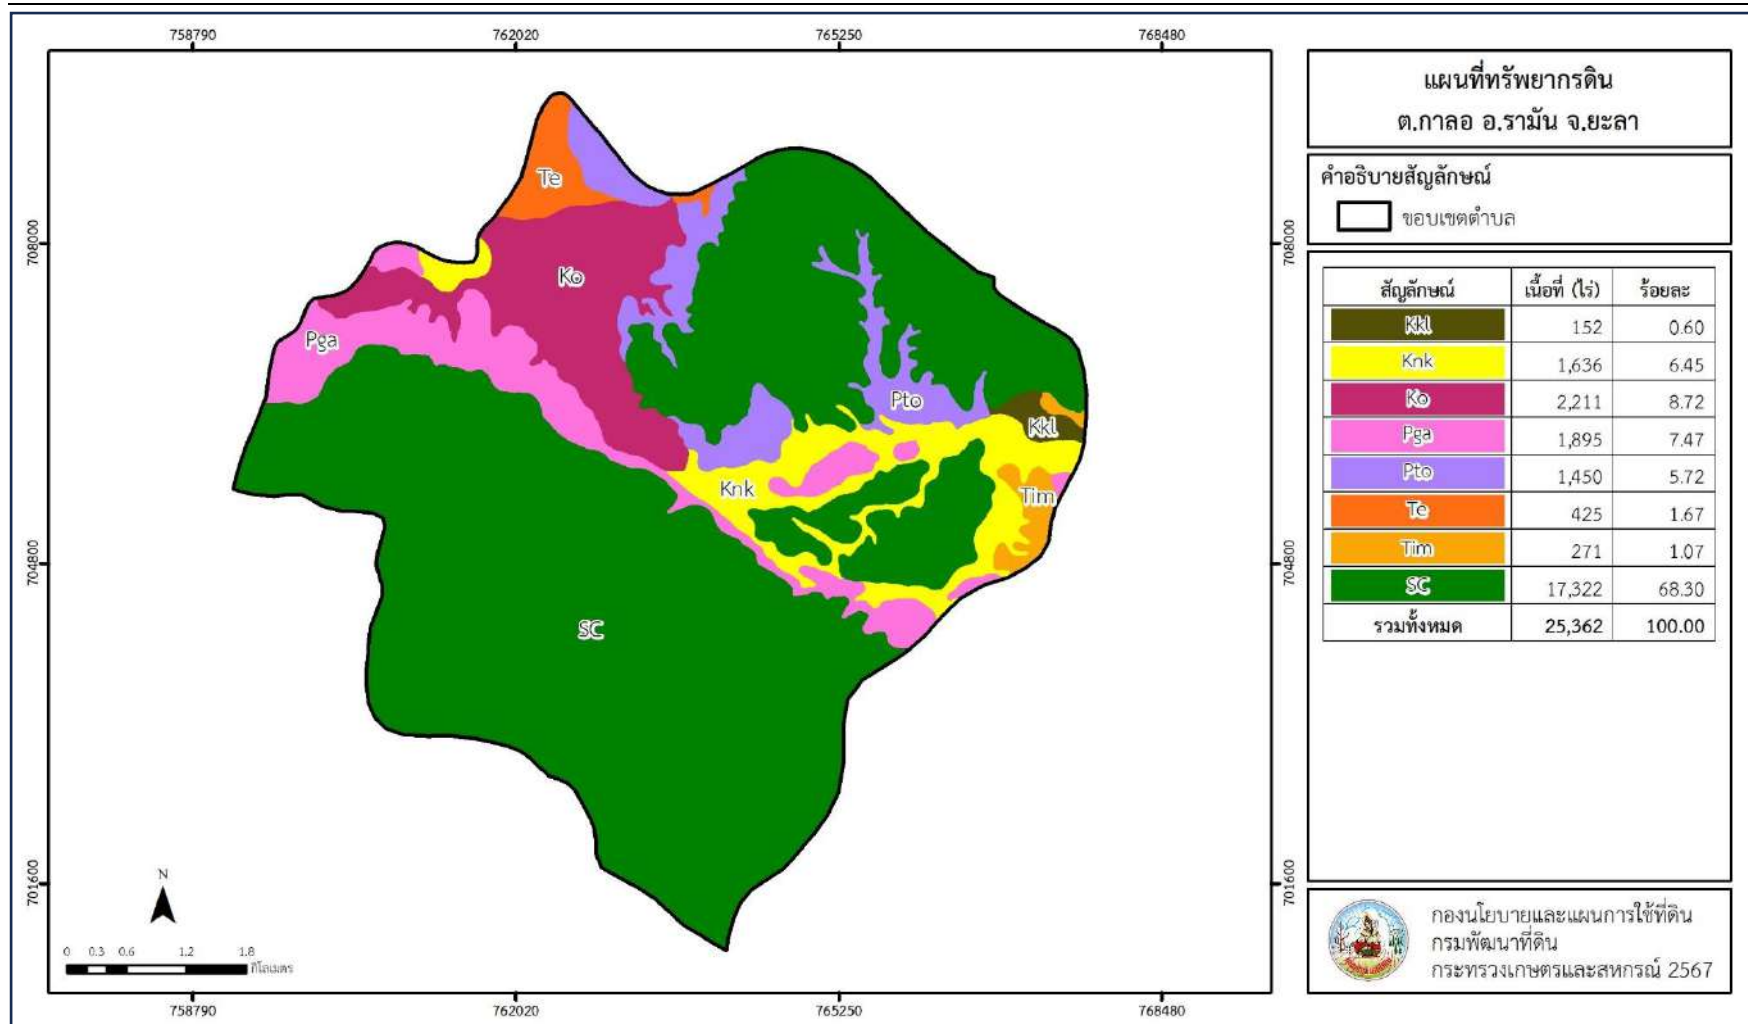 758790 762020 765250 768480
แผนที่ทรัพยากรดิน
ต.กาลอ อ.รามัน จ.ยะลา
คำอธิบายสัญลักษณ์
ขอบเขตตำบล
สัญลักษณ์ เนื้อที่ (ไร่) ร้อยละ
Kkl 152 0.60
Knk 1,636 6.45
Ko 2,211 8.72
Pga 1,895 7.47
Pto 1,450 5.72
Te 425 1.67
Tim 271 1.07
SC 17,322 68.30
รวมทั้งหมด 25,362 100.00
Te
708000 708000
Ko
Pga
Pto
Kkl
Knk
Tim
704800 704800
SC
701600 701600
N
0 0.3 0.6 1.2 1.8
กิโลเมตร
กองนโยบายและแผนการใช้ที่ดิน
กรมพัฒนาที่ดิน
กระทรวงเกษตรและสหกรณ์ 2567
758790 762020 765250 768480